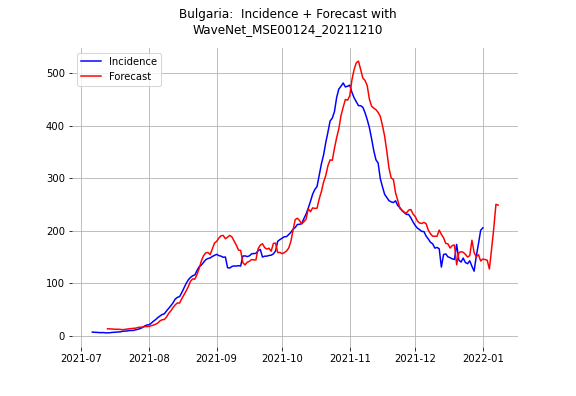 Bulgaria:  Incidence + Forecast with
WaveNet_MSE00124_20211210
Incidence
Forecast
500
400
300
200
100
0
2021-07 2021-08 2021-09 2021-10 2021-11 2021-12 2022-01